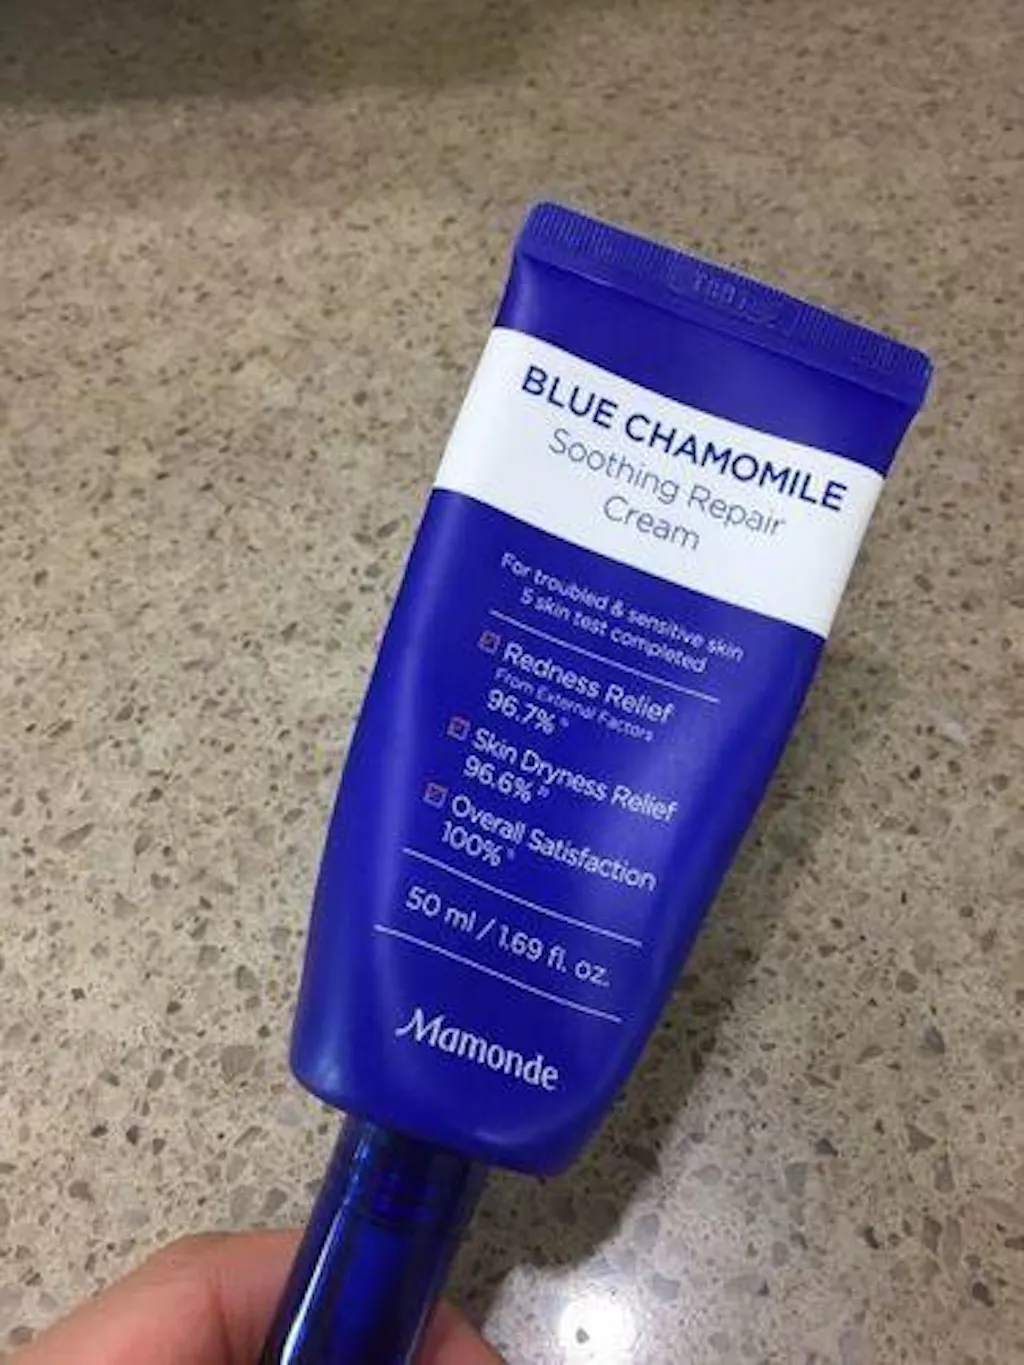 BLUE CHAMOMILE
Soothing Repair
Cream
For troubled & sensitive skin
5 skin test completed
Redness Relief
From External Factors
96.7%
Skin Dryness Relief
96.6%
Overall Satisfaction
100%
50 ml / 1.69 fl. oz.
Mamonde